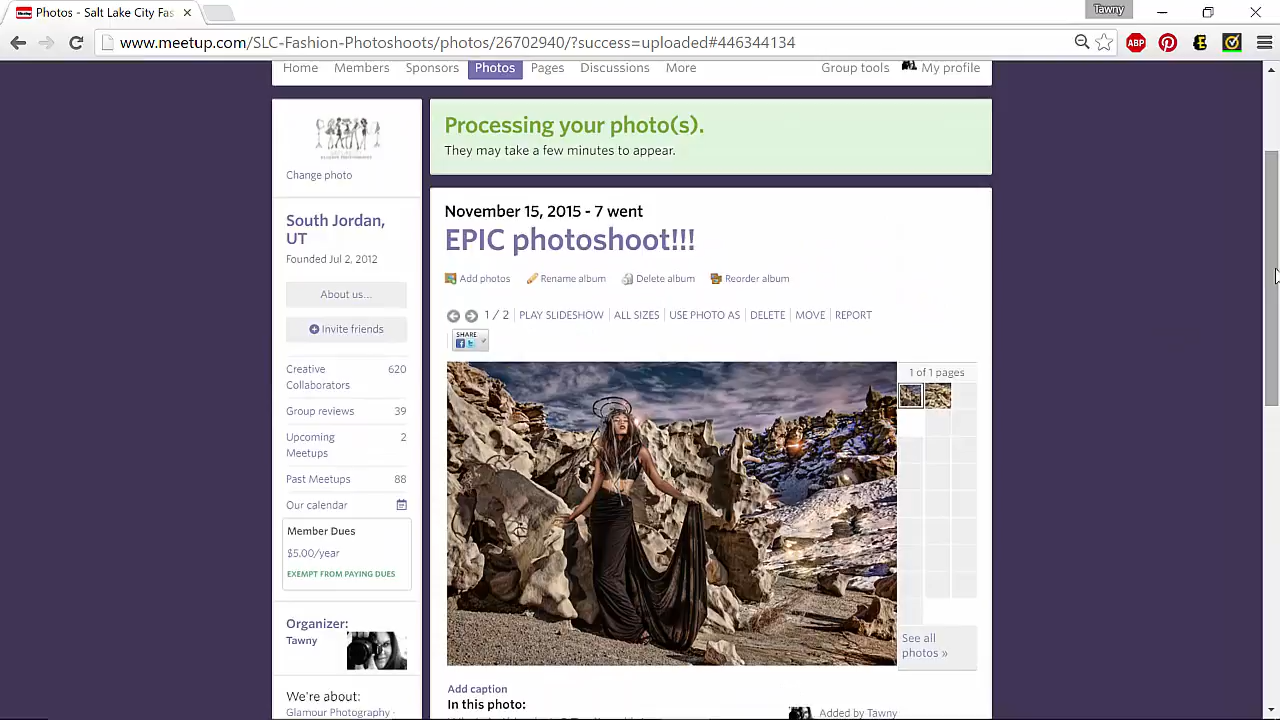 Photos - Salt Lake City Fas
Tawny
www.meetup.com/SLC-Fashion-Photoshoots/photos/26702940/?success=uploaded#446344134
ABP
Home Members Sponsors Photos Pages Discussions More Group tools My profile
Change photo
South Jordan,
UT
Founded Jul 2, 2012
About us...
Invite friends
Creative
Collaborators 620
Group reviews 39
Upcoming
Meetups 2
Past Meetups 88
Our calendar
Member Dues
$5.00/year
EXEMPT FROM PAYING DUES
Organizer:
Tawny
We're about:
Glamour Photography ·
Processing your photo(s).
They may take a few minutes to appear.
November 15, 2015 - 7 went
EPIC photoshoot!!!
Add photos Rename album Delete album Reorder album
1 / 2 PLAY SLIDESHOW ALL SIZES USE PHOTO AS DELETE MOVE REPORT
SHARE
1 of 1 pages
See all
photos »
Add caption
In this photo:
Added by Tawny